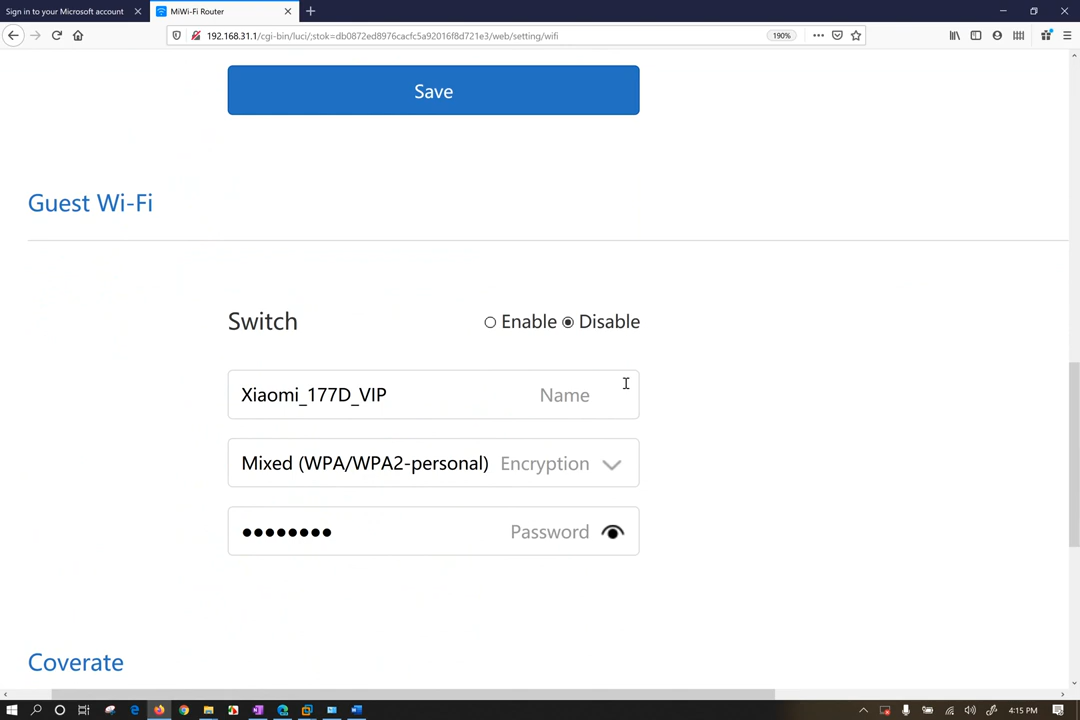 Sign in to your Microsoft account
MiWi-Fi Router
192.168.31.1/cgi-bin/luci/;stok=db0872ed8976cacfc5a92016f8d721e3/web/setting/wifi
190%
Save
Guest Wi-Fi
Switch Enable Disable
Xiaomi_177D_VIP Name
Mixed (WPA/WPA2-personal) Encryption
●●●●●●●● Password
Coverate
4:15 PM